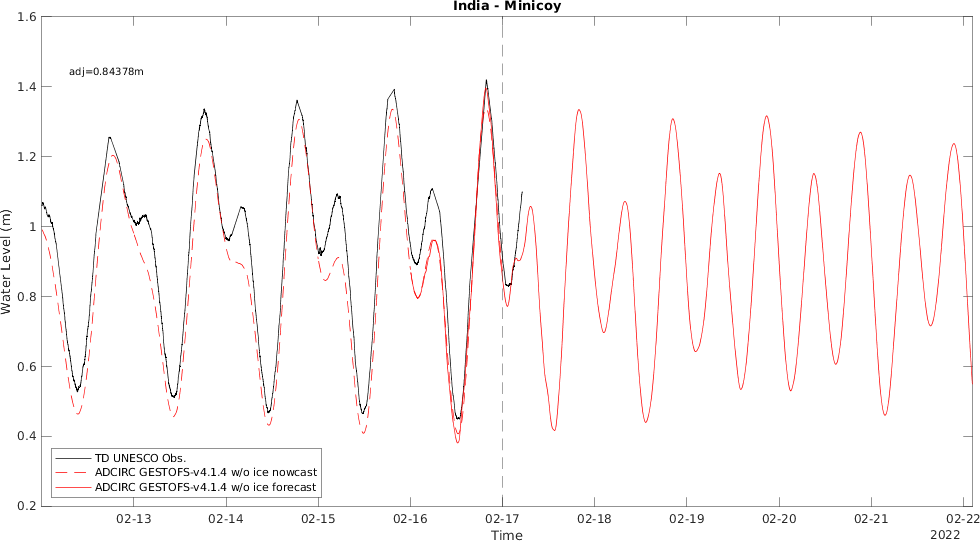 India - Minicoy
adj=0.84378m
Water Level (m)
1.6
1.4
1.2
1
0.8
0.6
0.4
0.2
TD UNESCO Obs.
ADCIRC GESTOFS-v4.1.4 w/o ice nowcast
ADCIRC GESTOFS-v4.1.4 w/o ice forecast
02-13 02-14 02-15 02-16 02-17 02-18 02-19 02-20 02-21 02-22
Time 2022